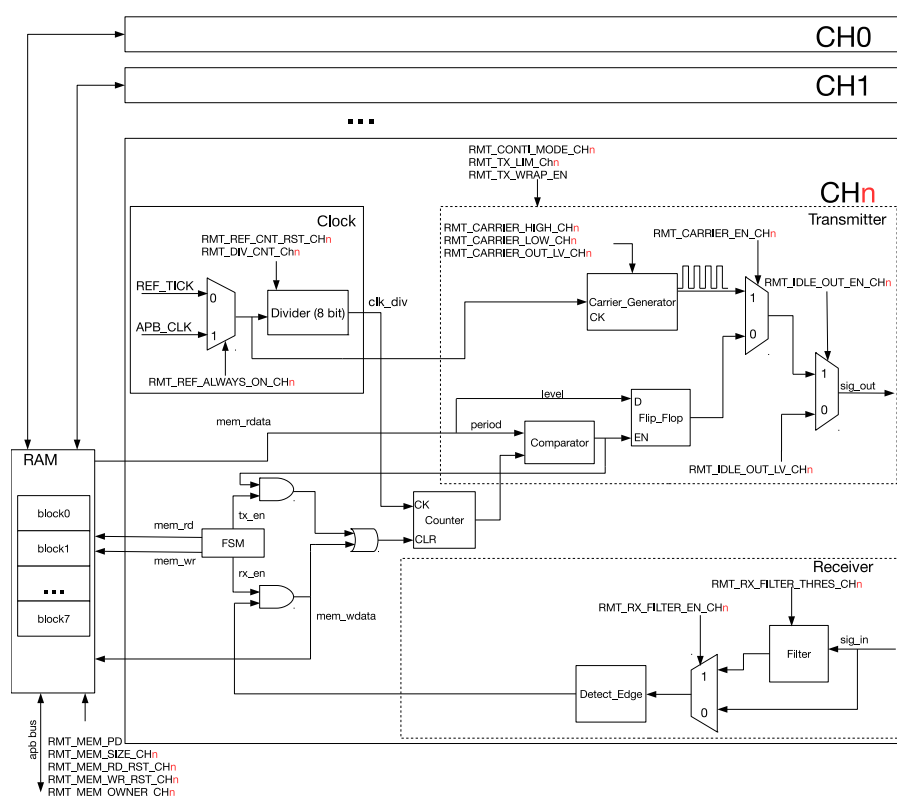 CH0
CH1
...
RMT_CONTI_MODE_CHn
RMT_TX_LIM_Chn
RMT_TX_WRAP_EN
CHn
Transmitter
Clock
RMT_REF_CNT_RST_CHn
RMT_DIV_CNT_Chn
RMT_CARRIER_HIGH_CHn
RMT_CARRIER_LOW_CHn
RMT_CARRIER_OUT_LV_CHn
RMT_CARRIER_EN_CHn
RMT_IDLE_OUT_EN_CHn
REF_TICK
0
APB_CLK
1
Divider (8 bit)
clk_div
RMT_REF_ALWAYS_ON_CHn
Carrier_Generator
CK
1
0
1
0
sig_out
level
D
Flip_Flop
EN
mem_rdata
period
Comparator
RMT_IDLE_OUT_LV_CHn
RAM
block0
block1
...
block7
mem_rd
mem_wr
tx_en
FSM
rx_en
CK
Counter
CLR
mem_wdata
Receiver
RMT_RX_FILTER_THRES_CHn
RMT_RX_FILTER_EN_CHn
sig_in
Filter
1
0
Detect_Edge
apb bus
RMT_MEM_PD
RMT_MEM_SIZE_CHn
RMT_MEM_RD_RST_CHn
RMT_MEM_WR_RST_CHn
RMT_MEM_OWNER_CHn